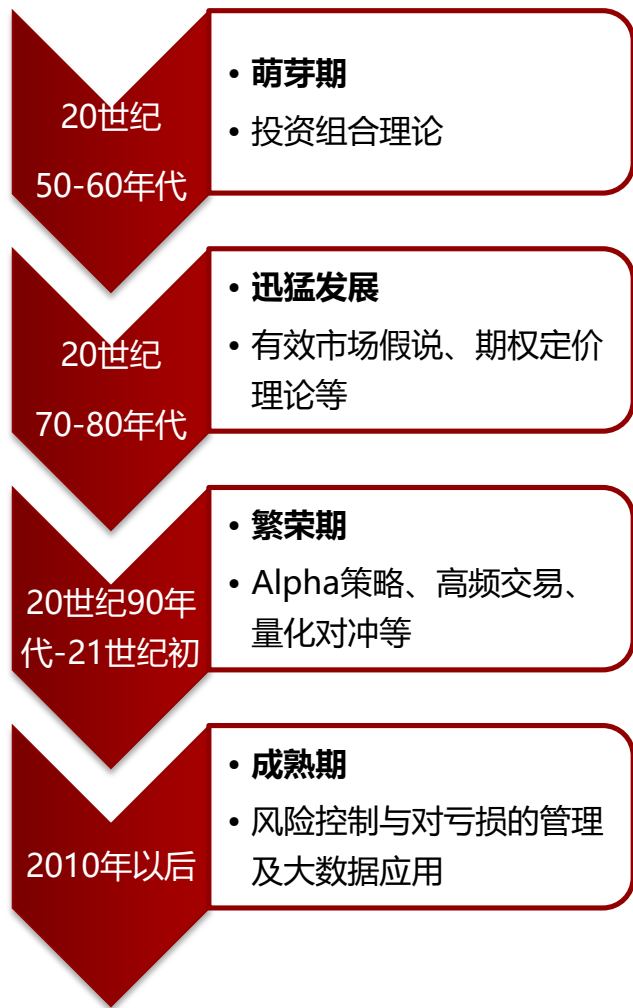 20世纪
50-60年代
• 萌芽期
• 投资组合理论
20世纪
70-80年代
• 迅猛发展
• 有效市场假说、期权定价
理论等
20世纪90年
代-21世纪初
• 繁荣期
• Alpha策略、高频交易、
量化对冲等
2010年以后
• 成熟期
• 风险控制与对亏损的管理
及大数据应用